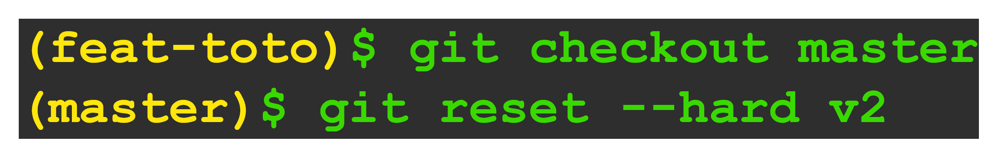 (feat-toto)$ git checkout master
(master)$ git reset --hard v2